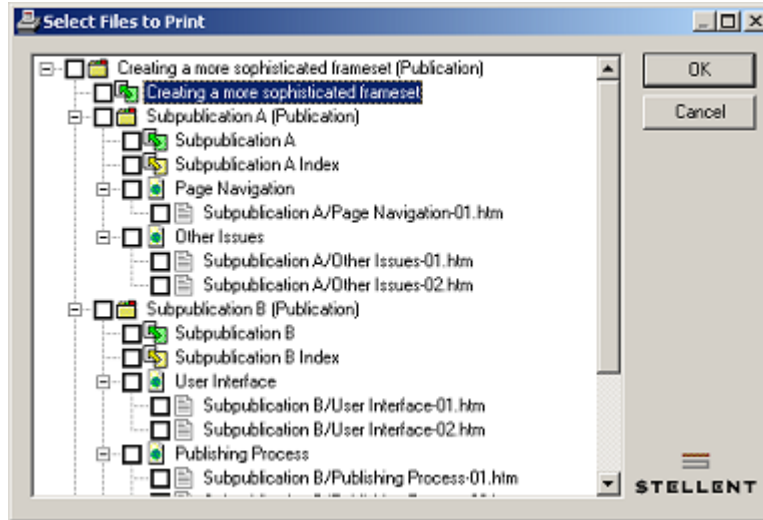 Select Files to Print
Creating a more sophisticated frameset (Publication)
Creating a more sophisticated frameset
Subpublication A (Publication)
Subpublication A
Subpublication A Index
Page Navigation
Subpublication A/Page Navigation-01.htm
Other Issues
Subpublication A/Other Issues-01.htm
Subpublication A/Other Issues-02.htm
Subpublication B (Publication)
Subpublication B
Subpublication B Index
User Interface
Subpublication B/User Interface-01.htm
Subpublication B/User Interface-02.htm
Publishing Process
Subpublication B/Publishing Process-01.htm
OK
Cancel
STELLENT